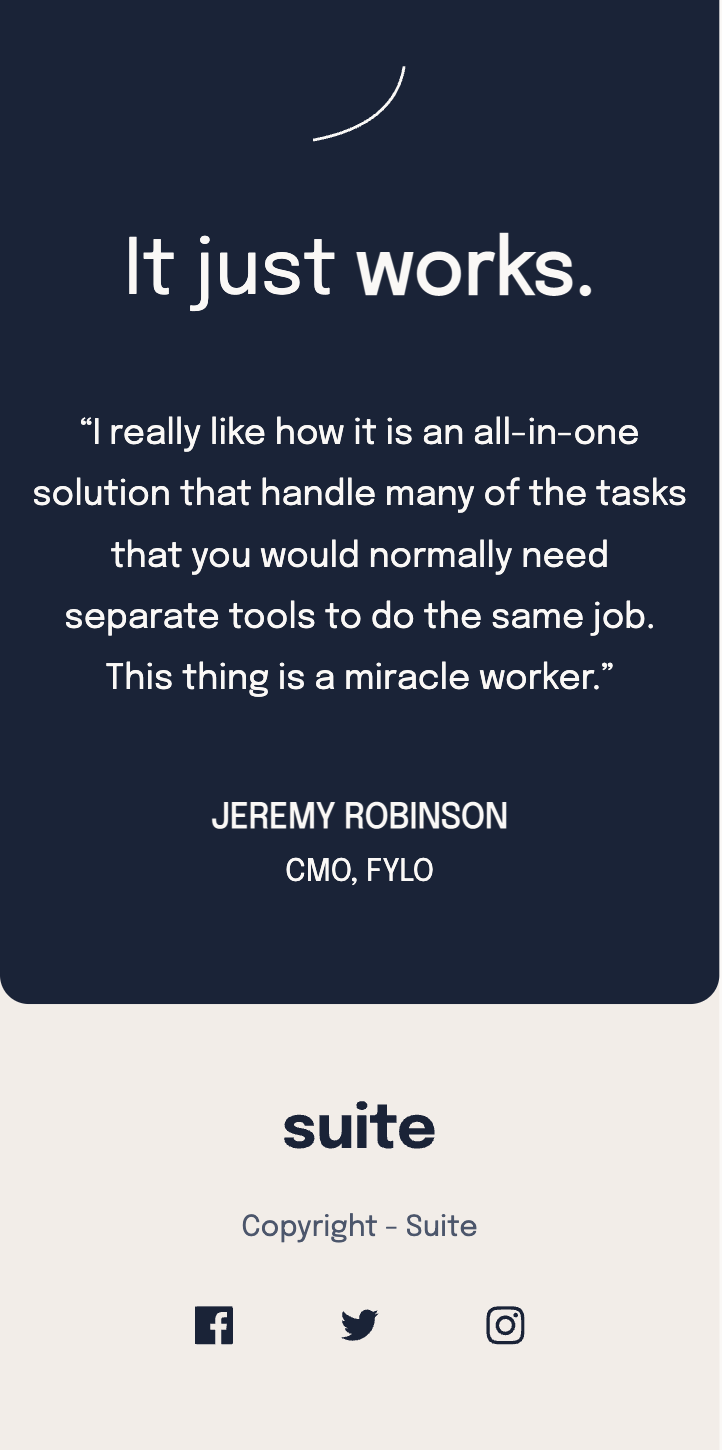 It just works.
“I really like how it is an all-in-one
solution that handle many of the tasks
that you would normally need
separate tools to do the same job.
This thing is a miracle worker.”
JEREMY ROBINSON
CMO, FYLO
suite
Copyright - Suite